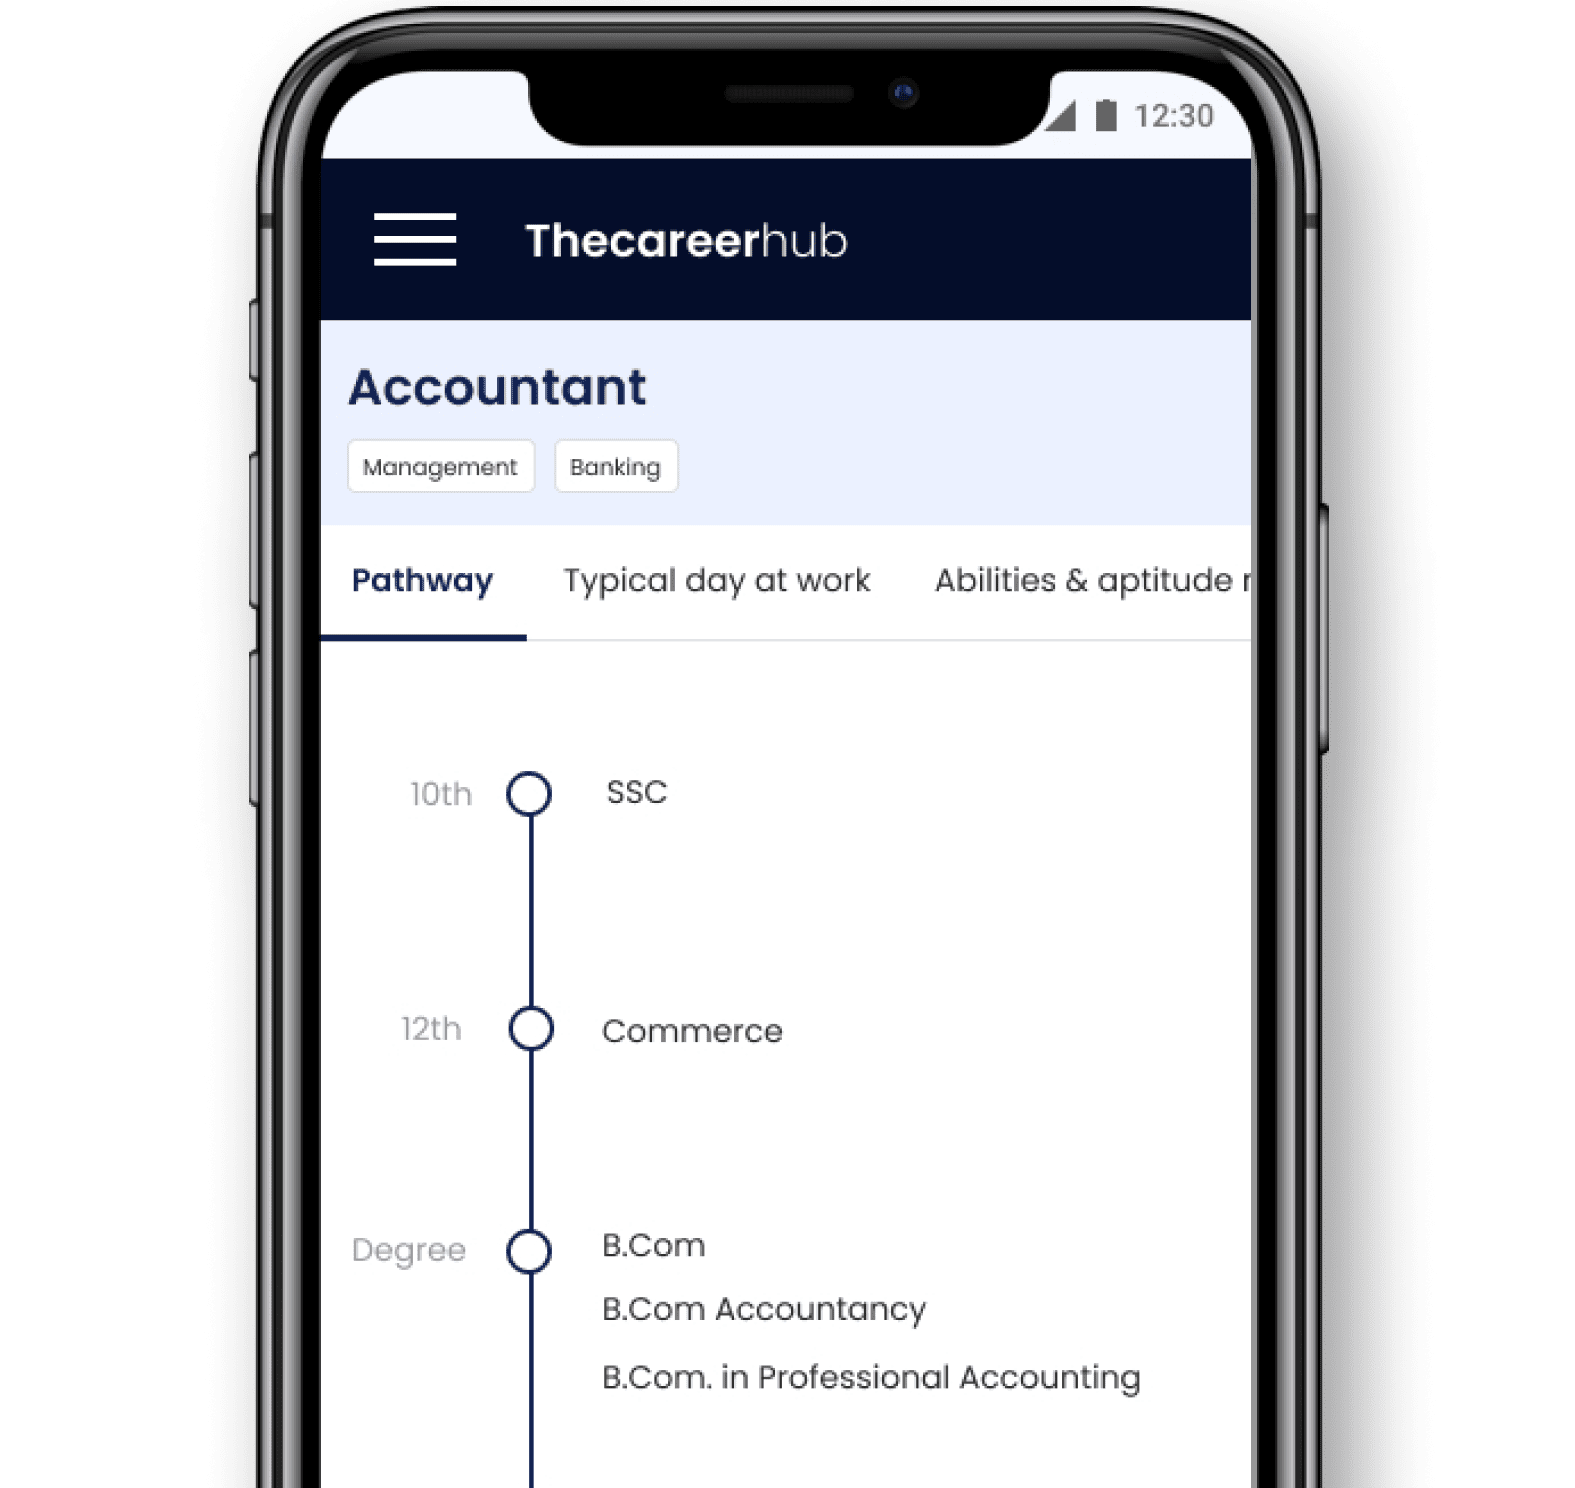 12:30
Thecareerhub
Accountant
Management Banking
Pathway Typical day at work Abilities & aptitude
10th SSC
12th Commerce
Degree B.Com
B.Com Accountancy
B.Com. in Professional Accounting